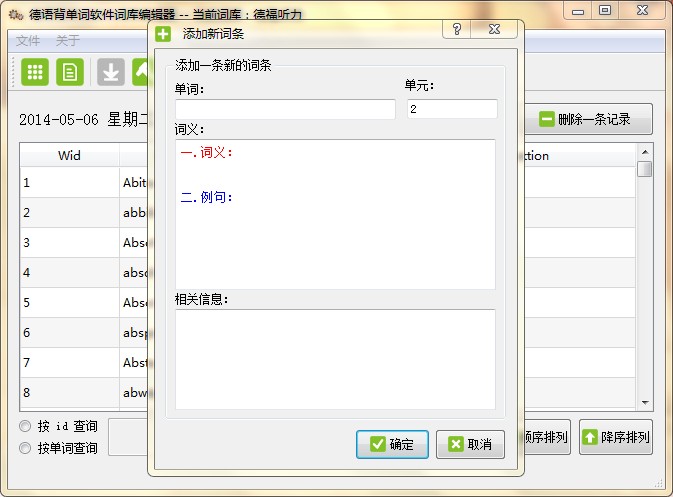 德语背单词软件词库编辑器 -- 当前词库：德福听力
文件 关于
添加新词条
添加一条新的词条
单词：
单元：
2
词义：
一.词义：
二.例句：
相关信息：
确定
取消
2014-05-06 星期二
删除一条记录
Wid
1 Abit
2 abb
3 Abs
4 abs
5 Abs
6 absp
7 Abst
8 abw
按 id 查询
按单词查询
序排列
降序排列